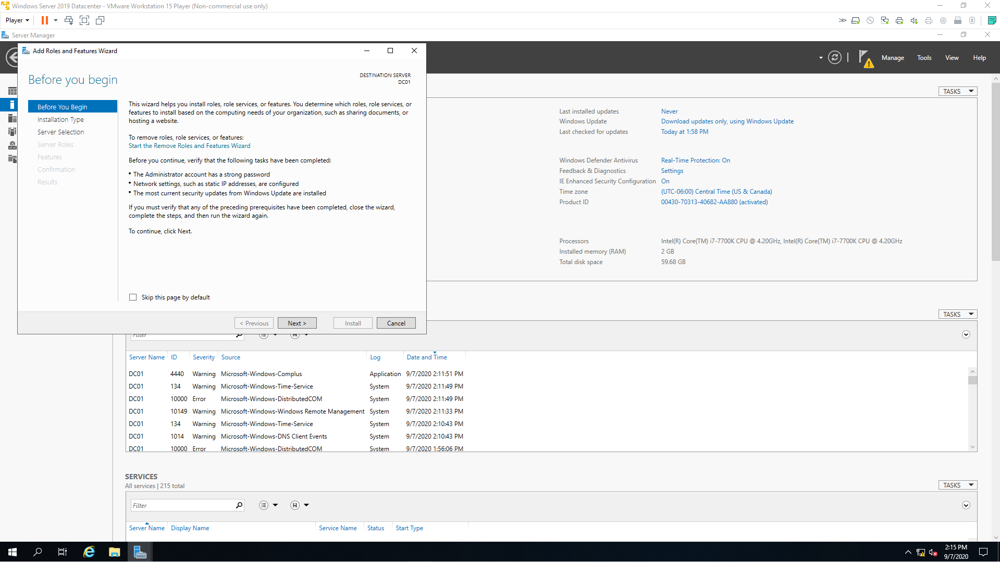 Windows Server 2019 Datacenter - VMware Workstation 15 Player (Non-commercial use only)
Player
Server Manager
Manage Tools View Help
Add Roles and Features Wizard
Before you begin
DESTINATION SERVER
DC01
Before You Begin
Installation Type
Server Selection
Server Roles
Features
Confirmation
Results
This wizard helps you install roles, role services, or features. You determine which roles, role services, or
features to install based on the computing needs of your organization, such as sharing documents, or
hosting a website.
To remove roles, role services, or features:
Start the Remove Roles and Features Wizard
Before you continue, verify that the following tasks have been completed:
• The Administrator account has a strong password
• Network settings, such as static IP addresses, are configured
• The most current security updates from Windows Update are installed
If you must verify that any of the preceding prerequisites have been completed, close the wizard,
complete the steps, and then run the wizard again.
To continue, click Next.
Skip this page by default
< Previous Next > Install Cancel
TASKS
Last installed updates Never
Windows Update Download updates only, using Windows Update
Last checked for updates Today at 1:58 PM
Windows Defender Antivirus Real-Time Protection: On
Feedback & Diagnostics Settings
IE Enhanced Security Configuration On
Time zone (UTC-06:00) Central Time (US & Canada)
Product ID 00430-70313-40682-AA880 (activated)
Processors Intel(R) Core(TM) i7-7700K CPU @ 4.20GHz, Intel(R) Core(TM) i7-7700K CPU @ 4.20GHz
Installed memory (RAM) 2 GB
Total disk space 59.68 GB
TASKS
Filter
Server Name ID Severity Source Log Date and Time
DC01 4440 Warning Microsoft-Windows-Complus Application 9/7/2020 2:11:51 PM
DC01 134 Warning Microsoft-Windows-Time-Service System 9/7/2020 2:11:49 PM
DC01 10000 Error Microsoft-Windows-DistributedCOM System 9/7/2020 2:11:49 PM
DC01 10149 Warning Microsoft-Windows-Windows Remote Management System 9/7/2020 2:11:33 PM
DC01 134 Warning Microsoft-Windows-Time-Service System 9/7/2020 2:10:43 PM
DC01 1014 Warning Microsoft-Windows-DNS Client Events System 9/7/2020 2:10:43 PM
DC01 10000 Error Microsoft-Windows-DistributedCOM System 9/7/2020 1:56:06 PM
SERVICES
All services | 215 total
TASKS
Filter
Server Name Display Name Service Name Status Start Type
2:15 PM
9/7/2020